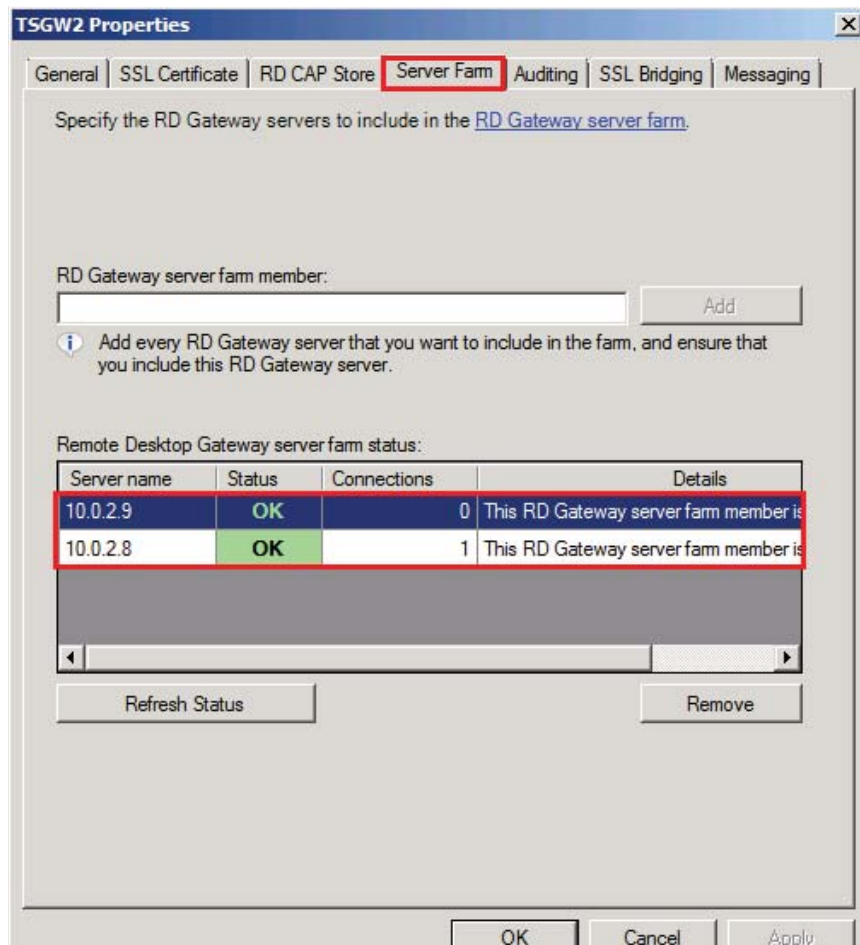 TSGW2 Properties
General SSL Certificate RD CAP Store Server Farm Auditing SSL Bridging Messaging
Specify the RD Gateway servers to include in the RD Gateway server farm.
RD Gateway server farm member:
Add
Add every RD Gateway server that you want to include in the farm, and ensure that
you include this RD Gateway server.
Remote Desktop Gateway server farm status:
Server name Status Connections Details
10.0.2.9 OK 0 This RD Gateway server farm member is
10.0.2.8 OK 1 This RD Gateway server farm member is
Refresh Status Remove
OK Cancel Apply